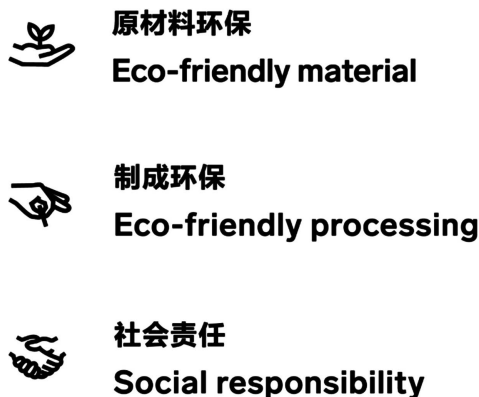 原材料环保
Eco-friendly material
制成环保
Eco-friendly processing
社会责任
Social responsibility